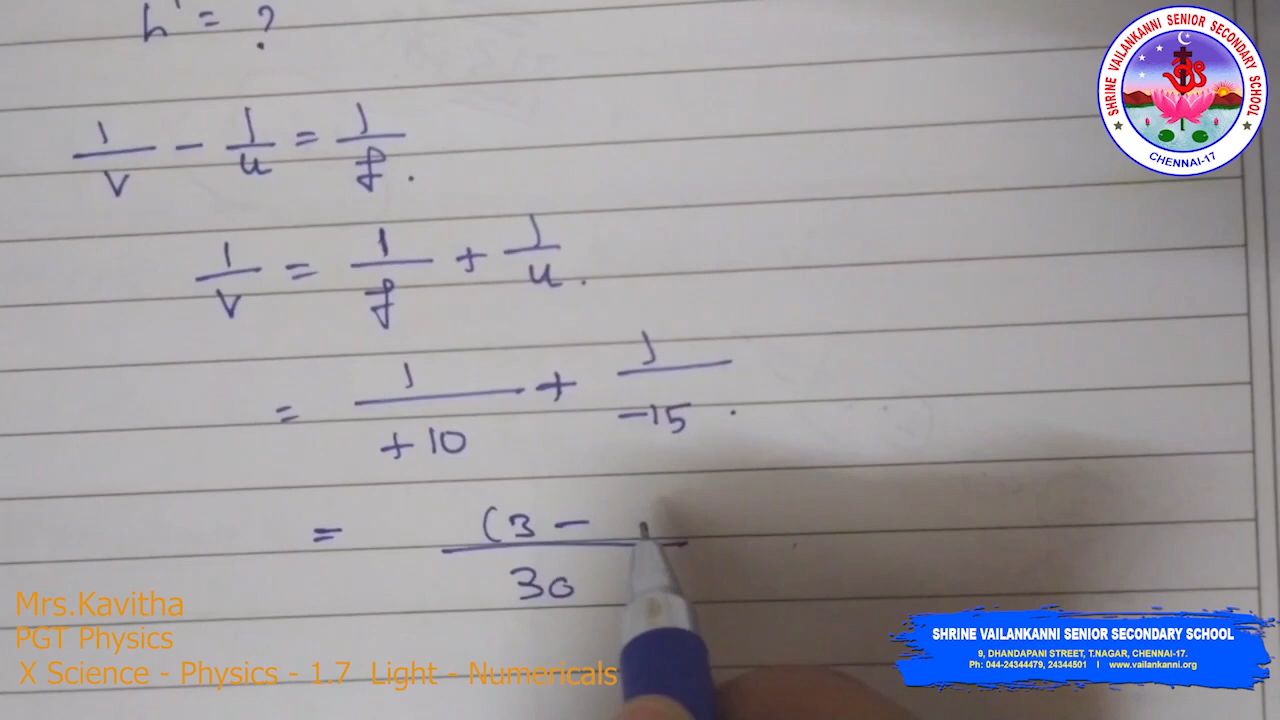 h' = ?
1/v - 1/u = 1/f.
1/v = 1/f + 1/u.
= 1/+10 + 1/-15.
= (3 - / 30
SHRINE VAILANKANNI SENIOR SECONDARY SCHOOL
CHENNAI-17
Mrs.Kavitha
PGT Physics
X Science - Physics - 1.7 Light - Numericals
SHRINE VAILANKANNI SENIOR SECONDARY SCHOOL
9, DHANDAPANI STREET, T.NAGAR, CHENNAI-17.
Ph: 044-24344479, 24344501 I www.vailankanni.org